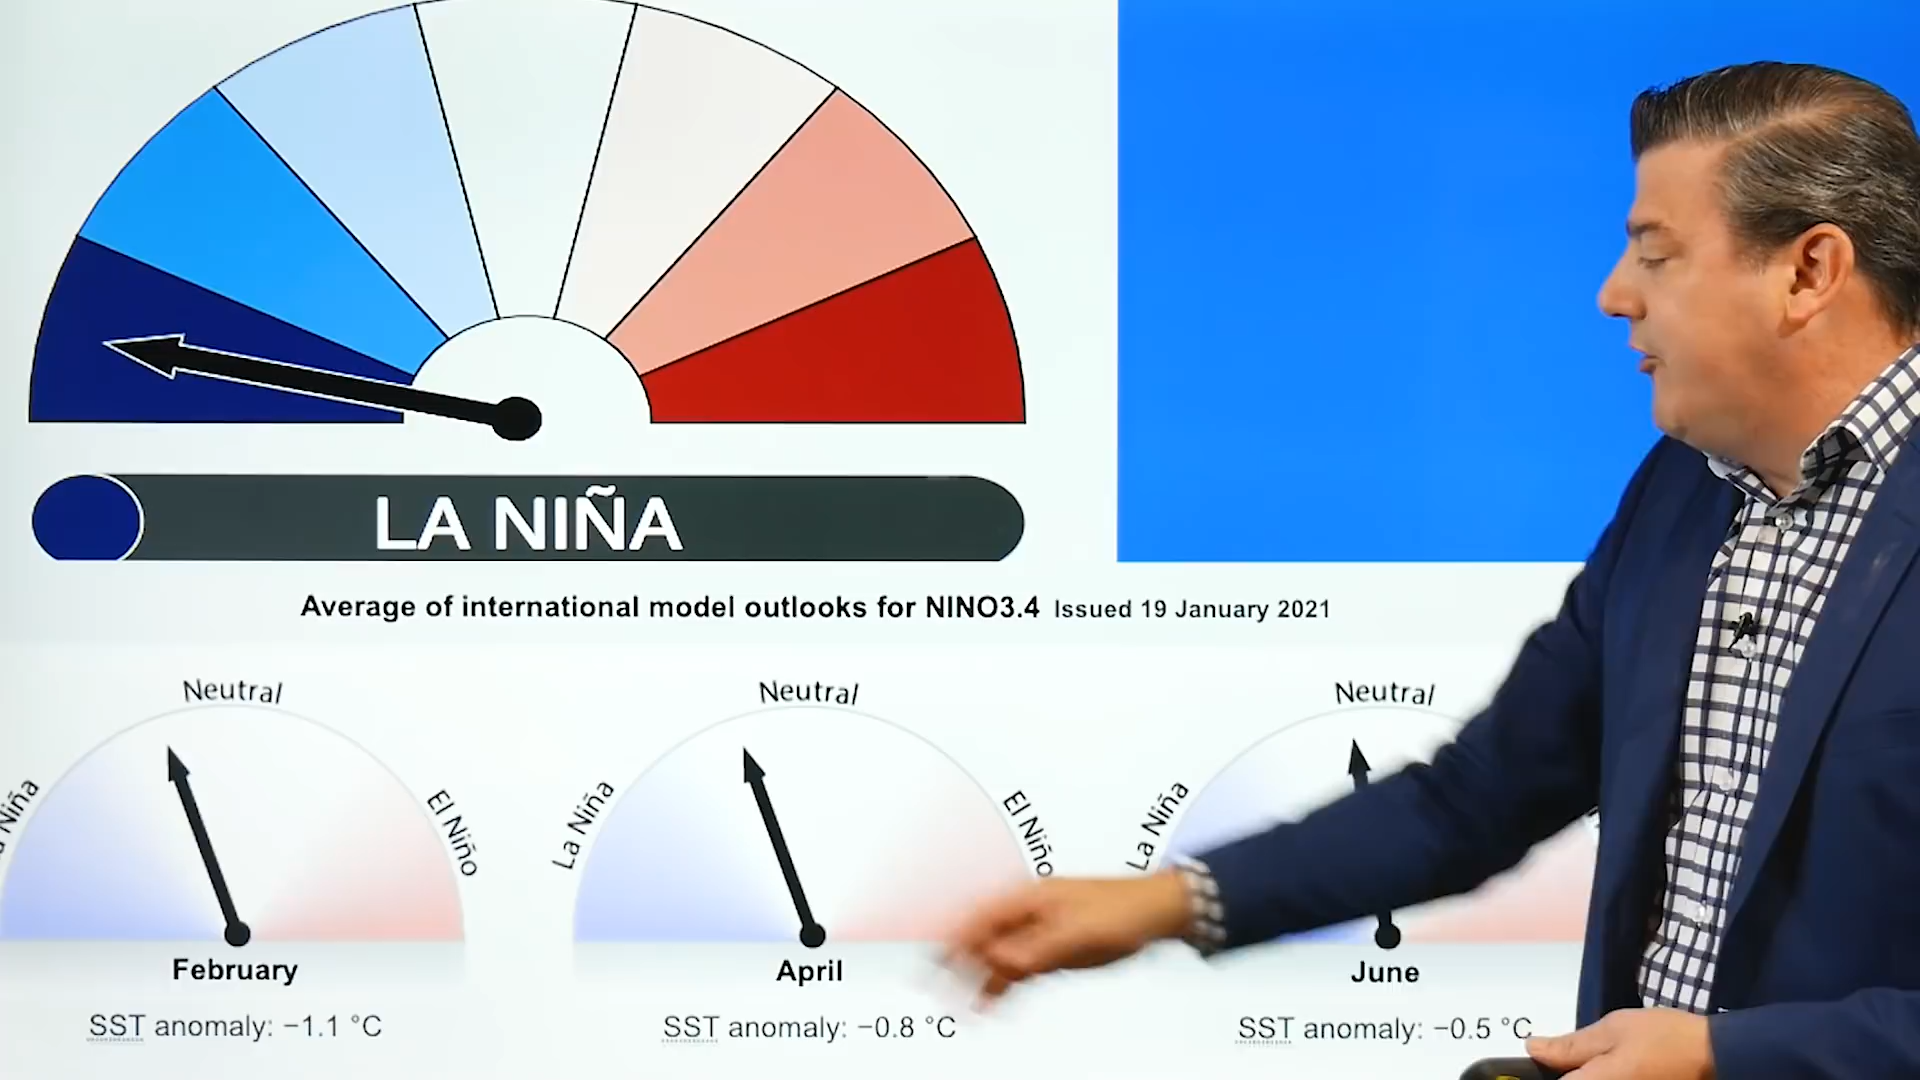 LA NIÑA
Average of international model outlooks for NINO3.4 Issued 19 January 2021
Neutral
Niña
El Niño
February
SST anomaly: −1.1 °C
Neutral
La Niña
El Niño
April
SST anomaly: −0.8 °C
Neutral
La Niña
June
SST anomaly: −0.5 °C